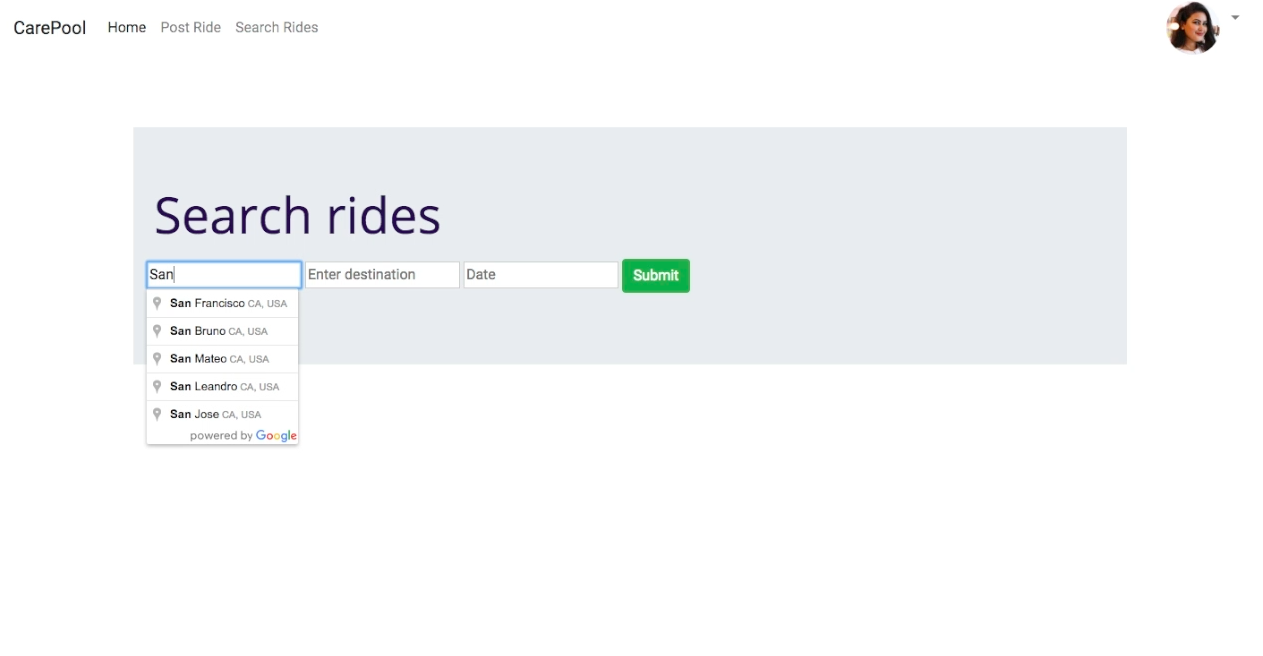 CarePool Home Post Ride Search Rides
Search rides
San Enter destination Date Submit
San Francisco CA, USA
San Bruno CA, USA
San Mateo CA, USA
San Leandro CA, USA
San Jose CA, USA
powered by Google